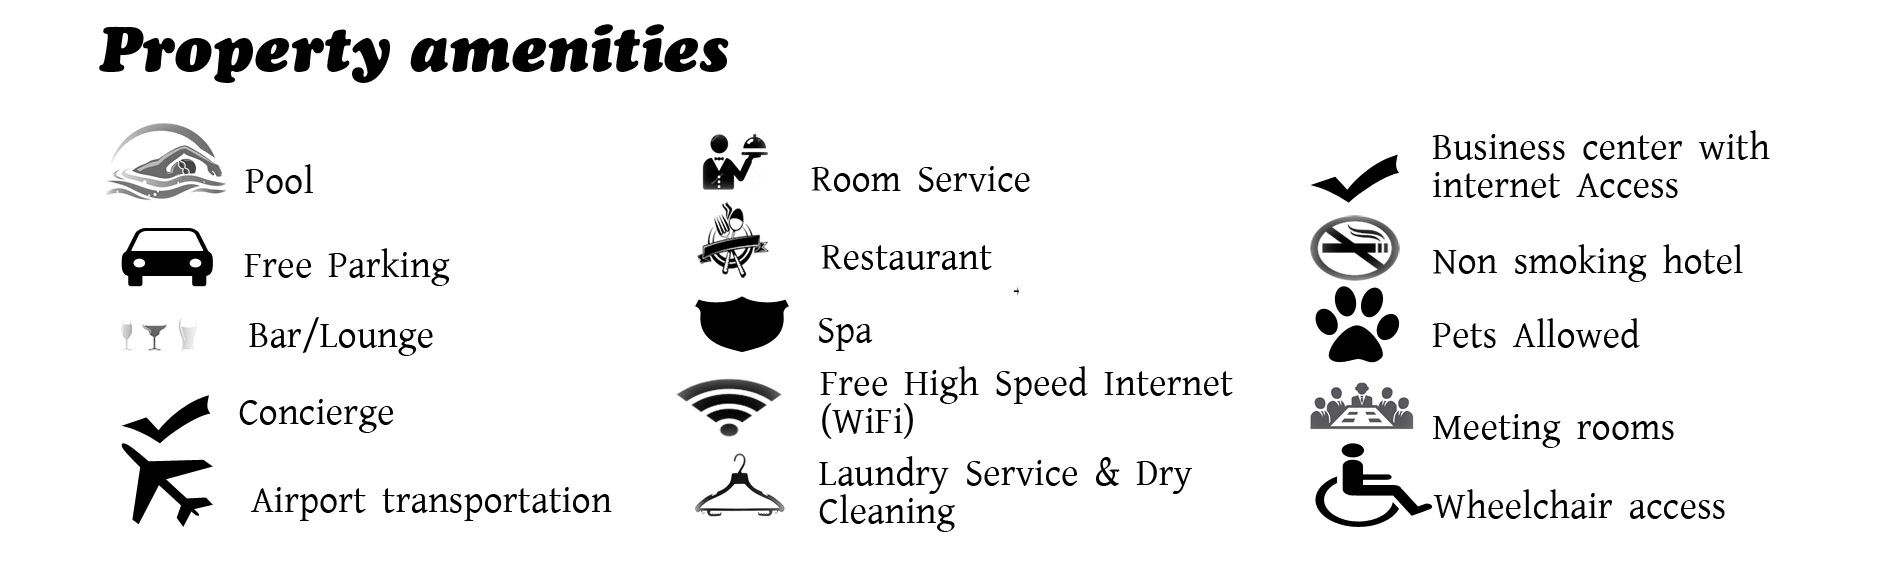 Property amenities
Pool
Free Parking
Bar/Lounge
Concierge
Airport transportation
Room Service
Restaurant
Spa
Free High Speed Internet
(WiFi)
Laundry Service & Dry
Cleaning
Business center with
internet Access
Non smoking hotel
Pets Allowed
Meeting rooms
Wheelchair access